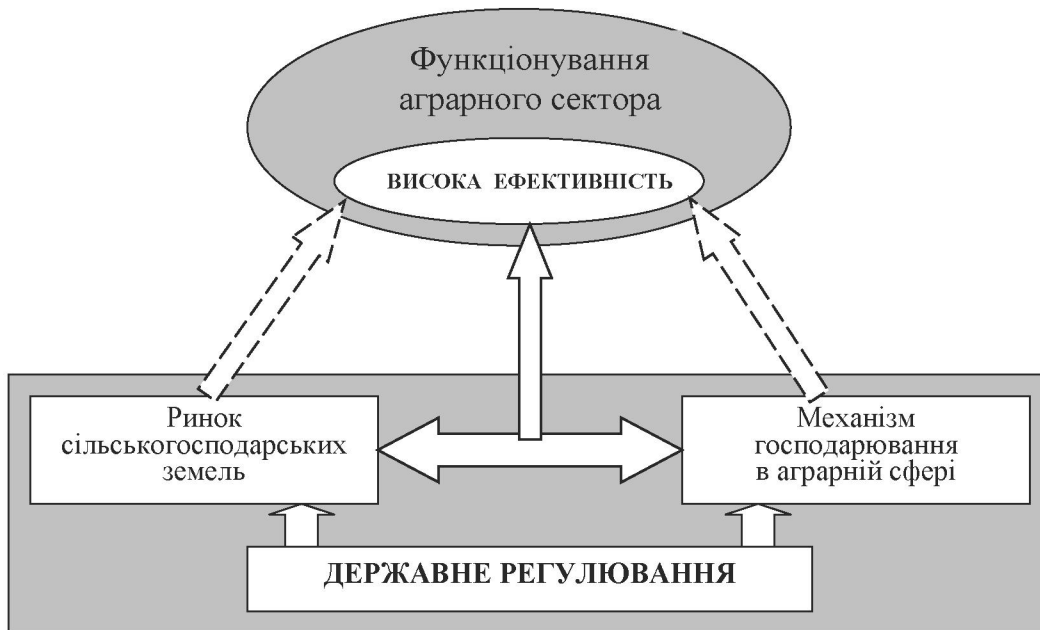 Функціонування
аграрного сектора
ВИСОКА ЕФЕКТИВНІСТЬ
Ринок
сільськогосподарських
земель
Механізм
господарювання
в аграрній сфері
ДЕРЖАВНЕ РЕГУЛЮВАННЯ